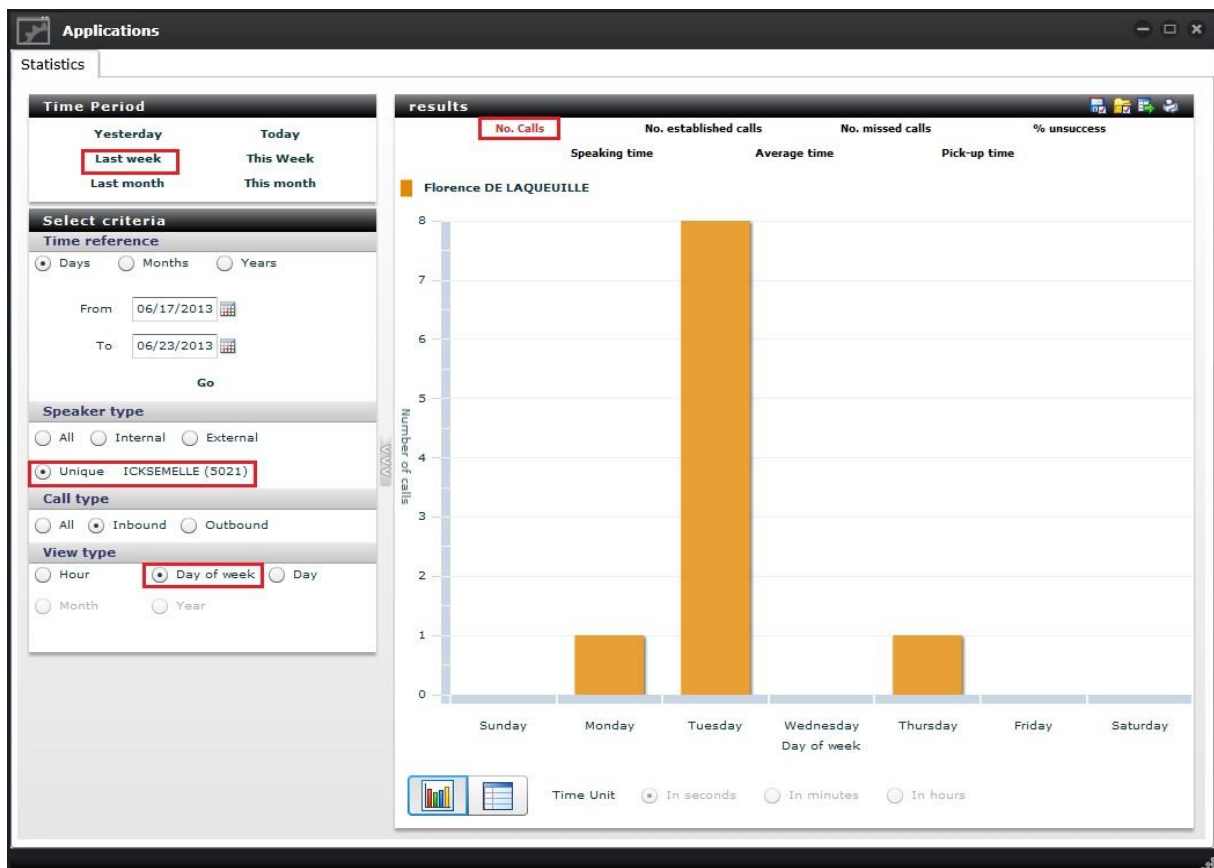 Applications
Statistics
Time Period
Yesterday Today
Last week This Week
Last month This month
Select criteria
Time reference
Days Months Years
From 06/17/2013
To 06/23/2013
Go
Speaker type
All Internal External
Unique ICKSEMELLE (5021)
Call type
All Inbound Outbound
View type
Hour Day of week Day
Month Year
results
No. Calls No. established calls No. missed calls % unsuccess
Speaking time Average time Pick-up time
Florence DE LAQUEUILLE
8
7
6
5
4
3
2
1
0
Number of calls
Sunday Monday Tuesday Wednesday Thursday Friday Saturday
Day of week
Time Unit In seconds In minutes In hours